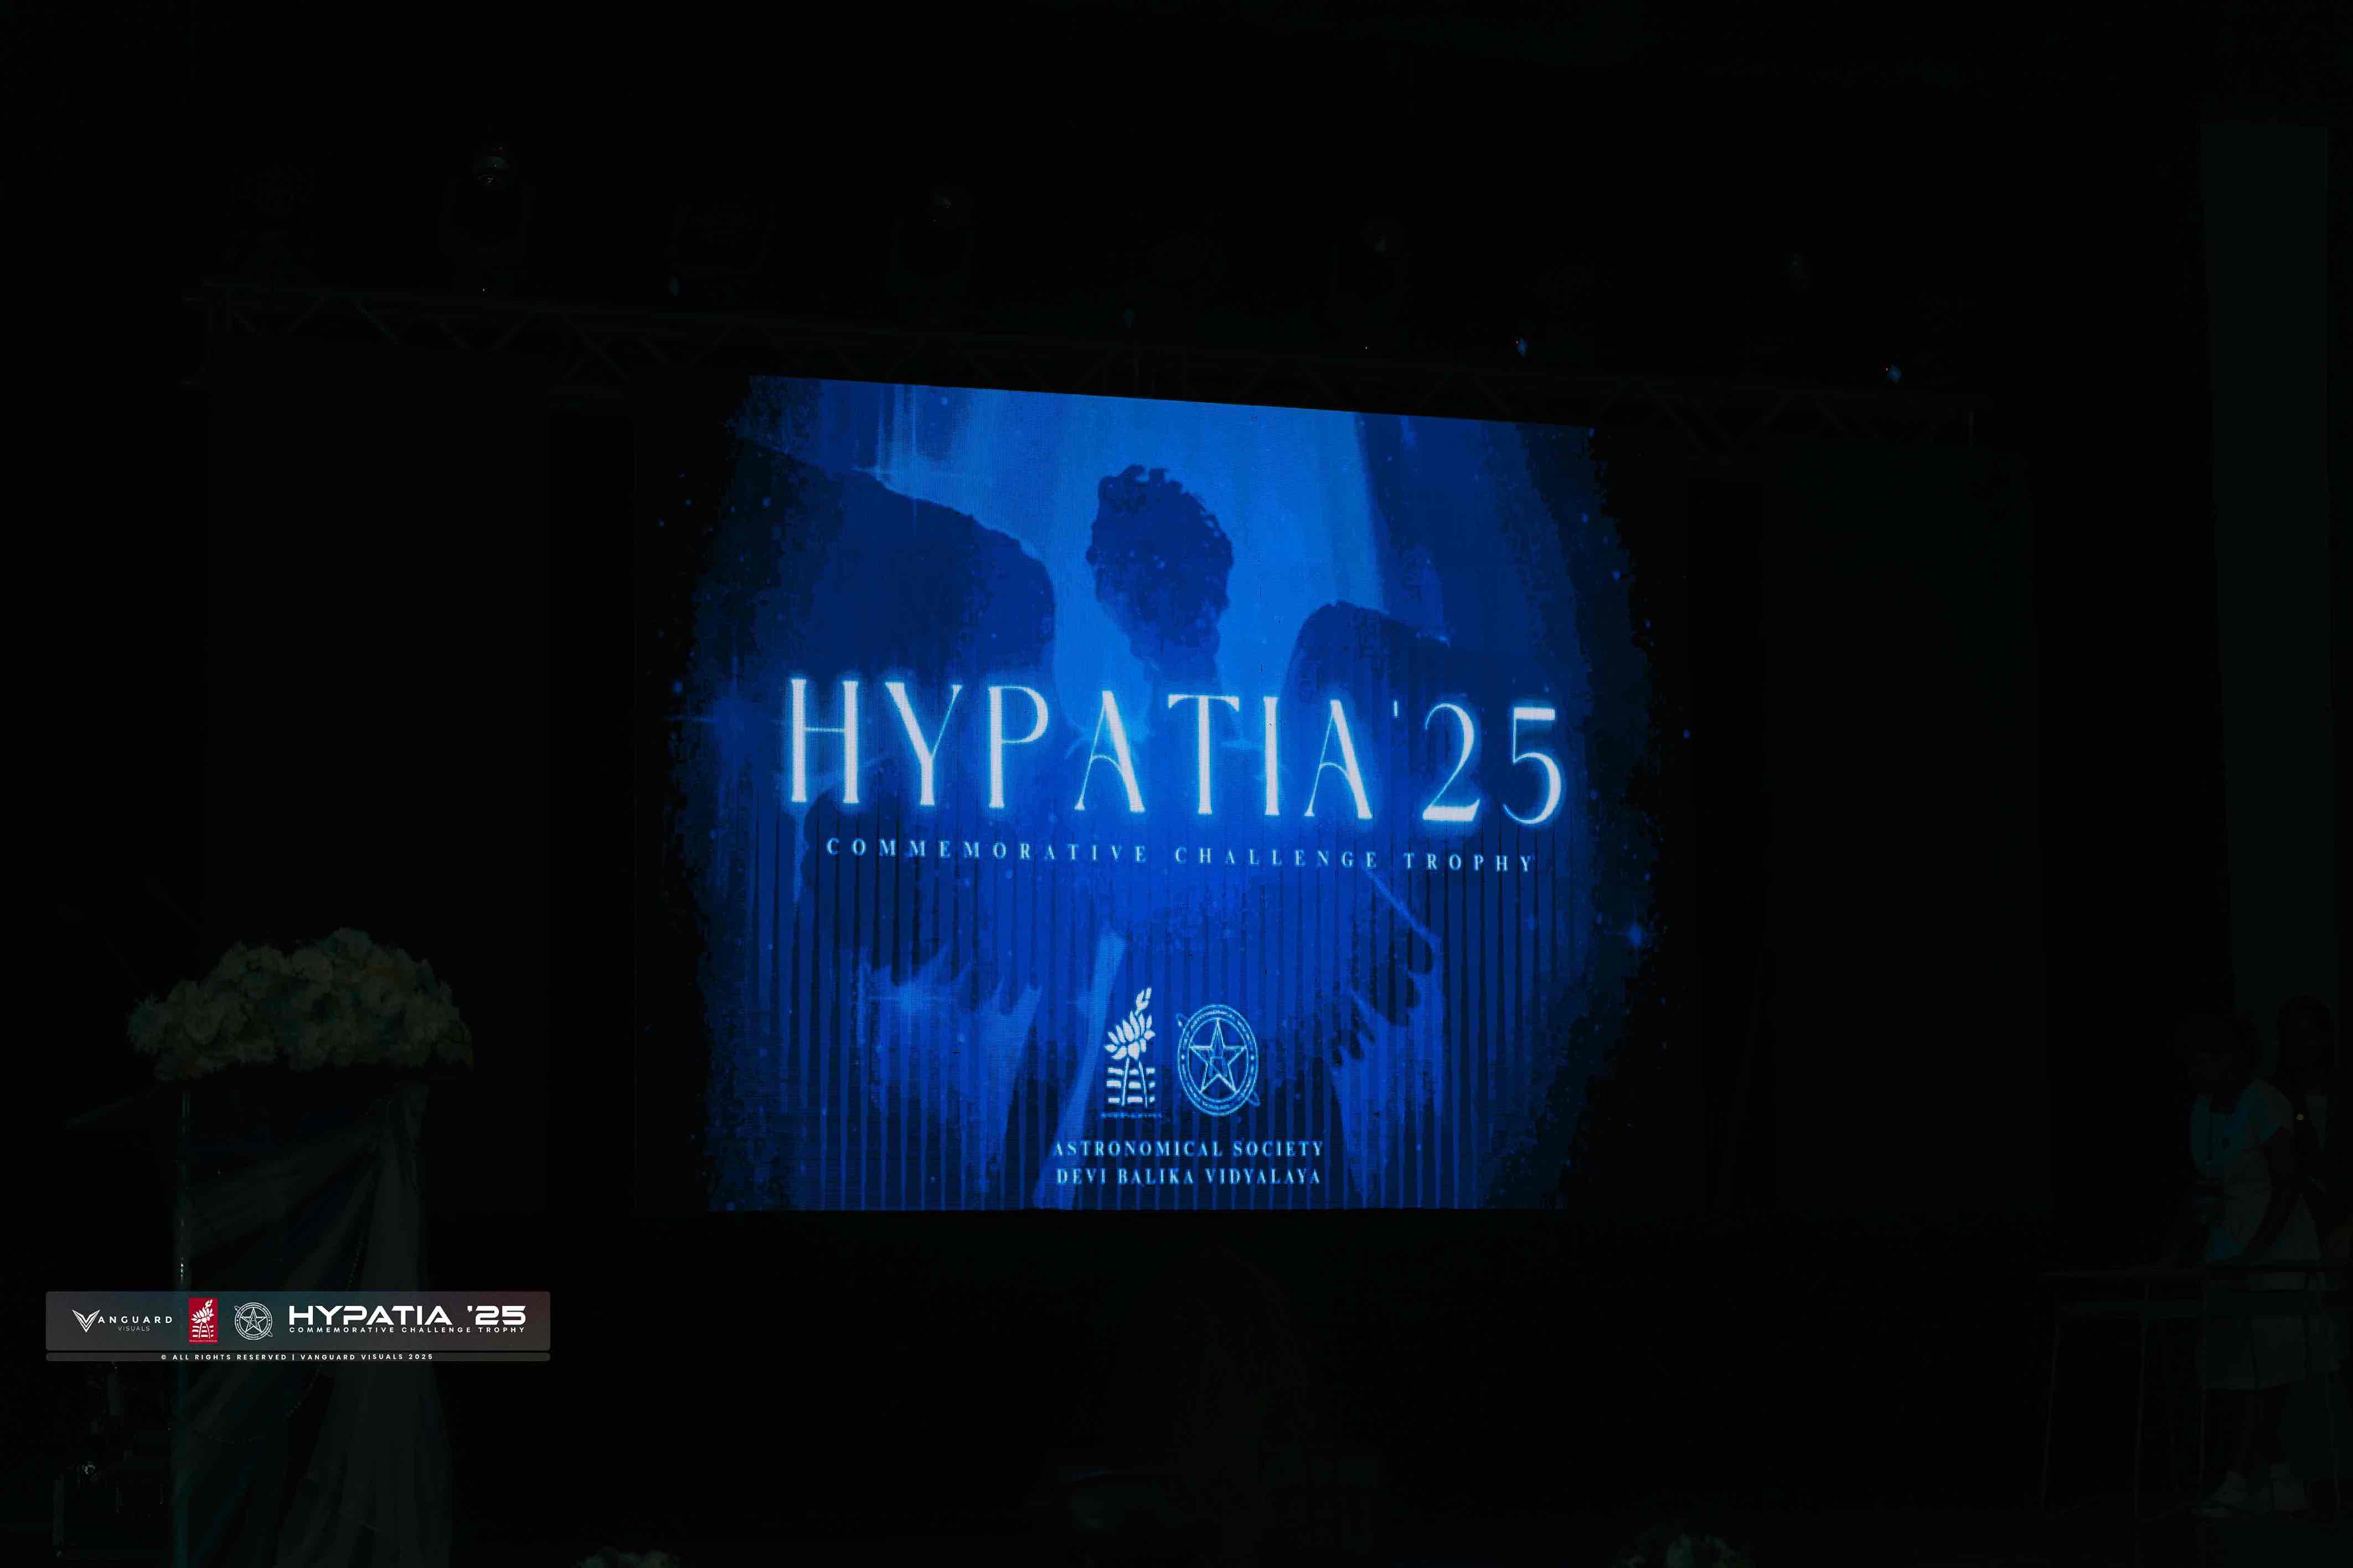 HYPATIA '25
COMMEMORATIVE CHALLENGE TROPHY
ASTRONOMICAL SOCIETY
DEVI BALIKA VIDYALAYA
VANGUARD
VISUALS
HYPATIA '25
COMMEMORATIVE CHALLENGE TROPHY
© ALL RIGHTS RESERVED | VANGUARD VISUALS 2025